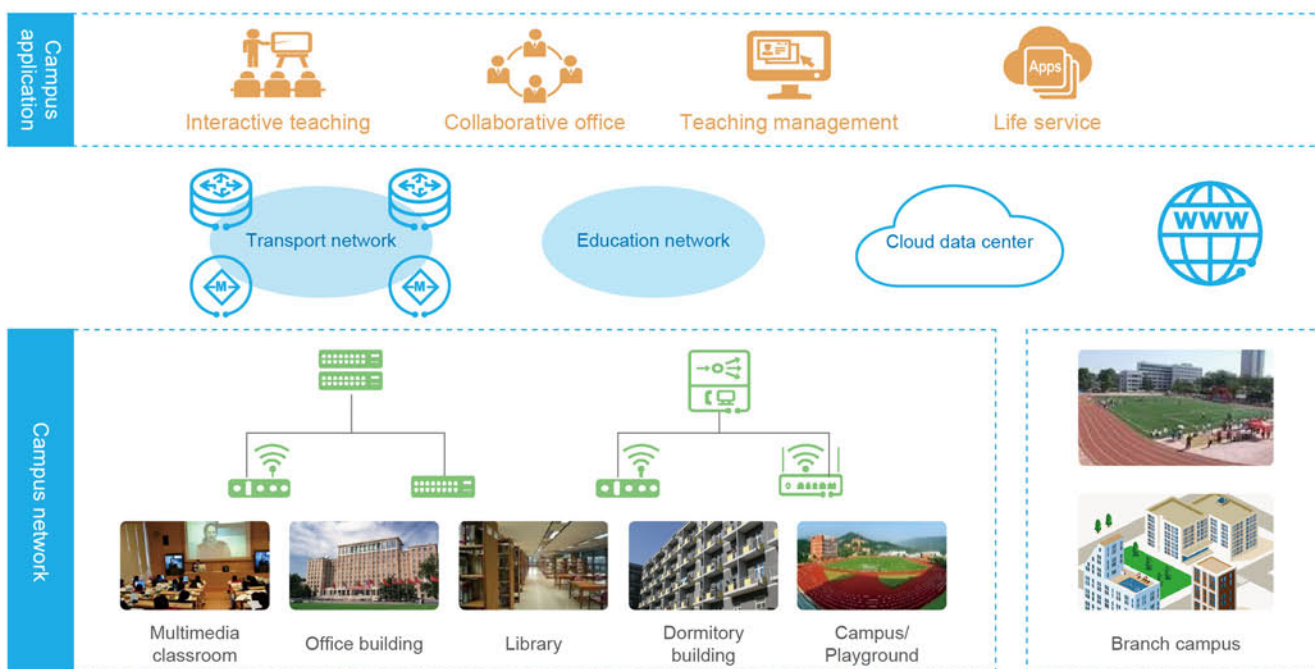 Campus
application
Apps
Interactive teaching
Collaborative office
Teaching management
Life service
Transport network
M
M
Education network
Cloud data center
WWW
Campus network
Multimedia
classroom
Office building
Library
Dormitory
building
Campus/
Playground
Branch campus